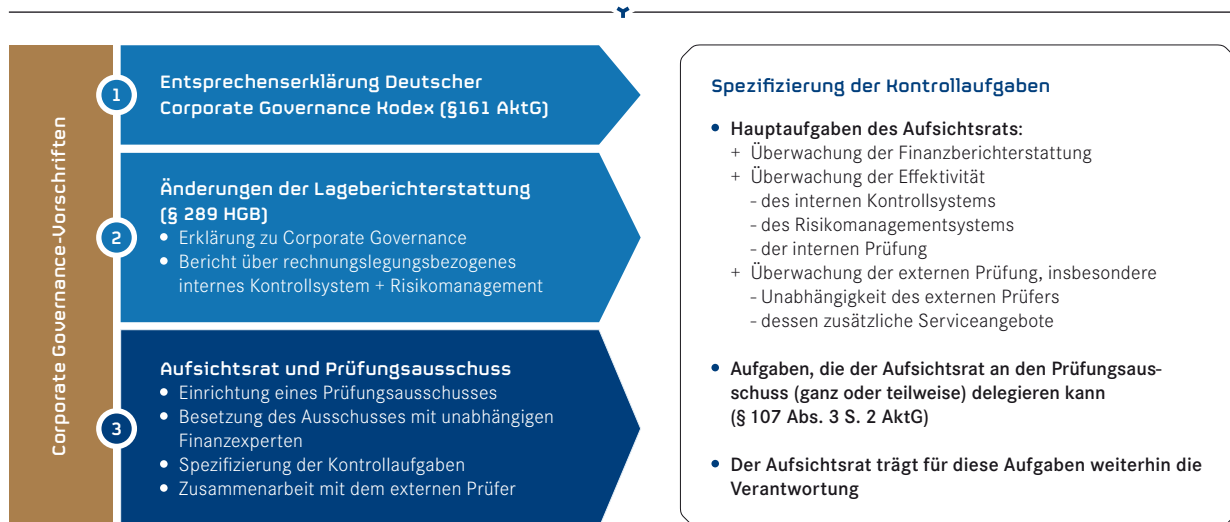 Corporate Governance-Vorschriften
1
Entsprechenserklärung Deutscher
Corporate Governance Kodex (§161 AktG)
2
Änderungen der Lageberichterstattung
(§ 289 HGB)
• Erklärung zu Corporate Governance
• Bericht über rechnungslegungsbezogenes
internes Kontrollsystem + Risikomanagement
3
Aufsichtsrat und Prüfungsausschuss
• Einrichtung eines Prüfungsausschusses
• Besetzung des Ausschusses mit unabhängigen
Finanzexperten
• Spezifizierung der Kontrollaufgaben
• Zusammenarbeit mit dem externen Prüfer
Spezifizierung der Kontrollaufgaben
• Hauptaufgaben des Aufsichtsrats:
+ Überwachung der Finanzberichterstattung
+ Überwachung der Effektivität
- des internen Kontrollsystems
- des Risikomanagementsystems
- der internen Prüfung
+ Überwachung der externen Prüfung, insbesondere
- Unabhängigkeit des externen Prüfers
- dessen zusätzliche Serviceangebote
• Aufgaben, die der Aufsichtsrat an den Prüfungsaus-
schuss (ganz oder teilweise) delegieren kann
(§ 107 Abs. 3 S. 2 AktG)
• Der Aufsichtsrat trägt für diese Aufgaben weiterhin die
Verantwortung